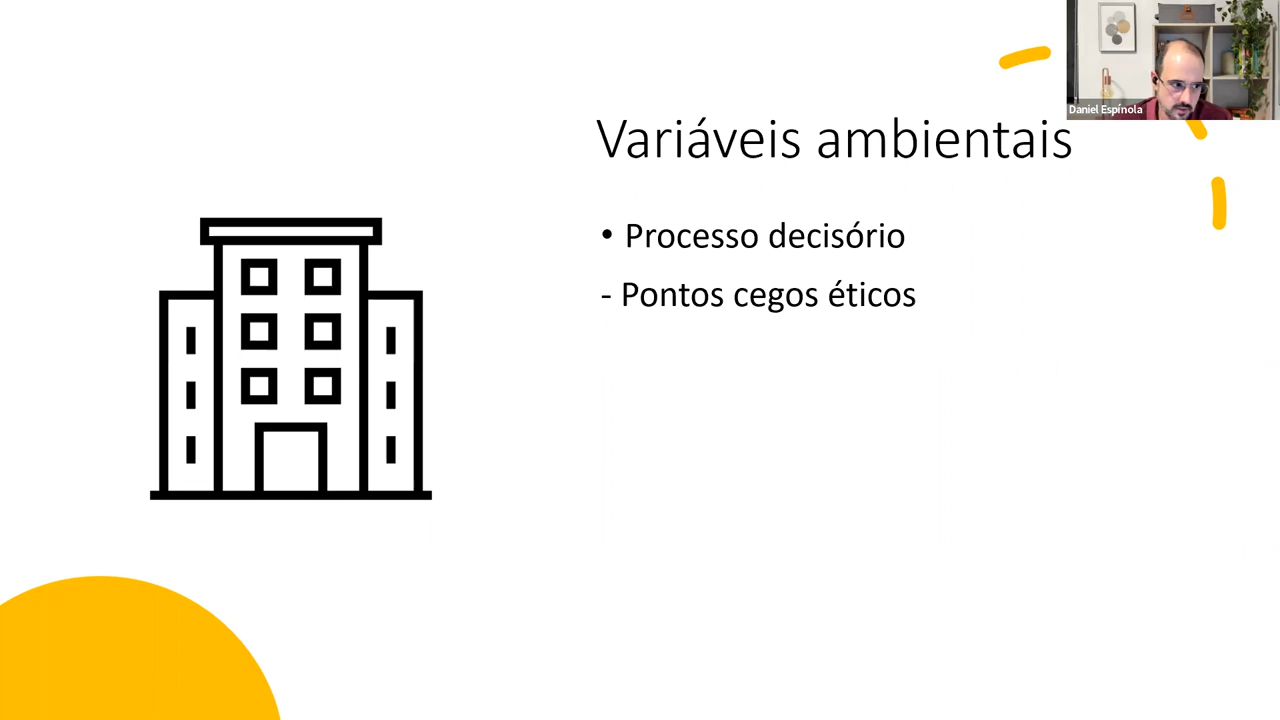 Daniel Espínola
Variáveis ambientais
• Processo decisório
- Pontos cegos éticos